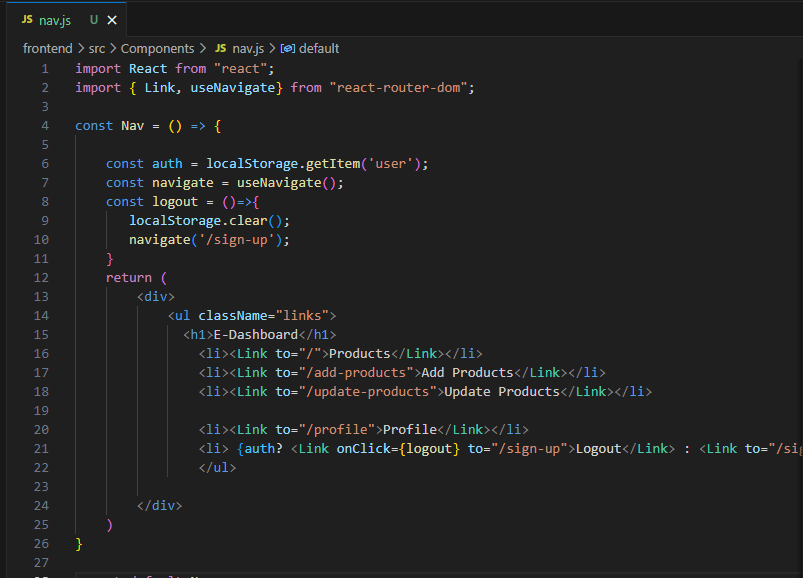 JS nav.js U ×
frontend > src > Components > JS nav.js > default
1 import React from "react";
2 import { Link, useNavigate} from "react-router-dom";
3
4 const Nav = () => {
5
6 const auth = localStorage.getItem('user');
7 const navigate = useNavigate();
8 const logout = ()=>{
9 localStorage.clear();
10 navigate('/sign-up');
11 }
12 return (
13 <div>
14 <ul className="links">
15 <h1>E-Dashboard</h1>
16 <li><Link to="/">Products</Link></li>
17 <li><Link to="/add-products">Add Products</Link></li>
18 <li><Link to="/update-products">Update Products</Link></li>
19
20 <li><Link to="/profile">Profile</Link></li>
21 <li> {auth? <Link onClick={logout} to="/sign-up">Logout</Link> : <Link to="/sig
22 </ul>
23
24 </div>
25 )
26 }
27